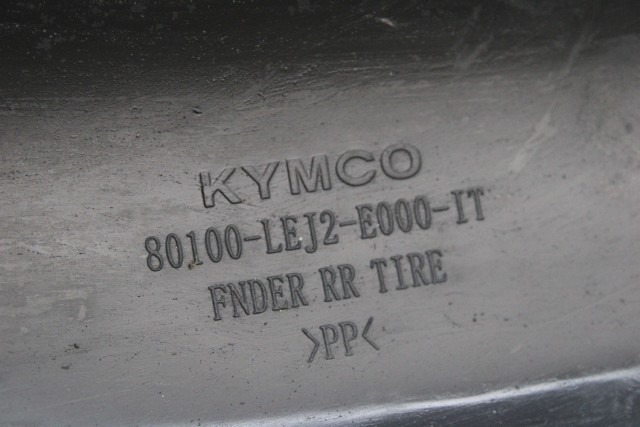 KYMCO
80100-LEJ2-E000-IT
FNDER RR TIRE
>PP<